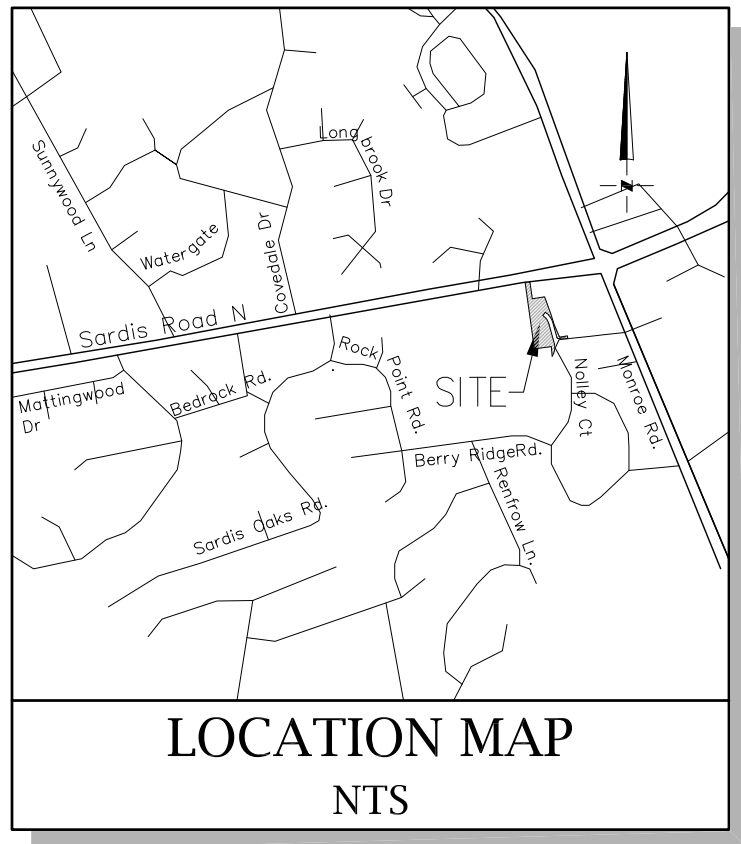 Long brook Dr
Sunnywood Ln
Watergate
Covedale Dr
N
Sardis Road N
Rock Point Rd.
Mattingwood
Dr
Bedrock Rd.
SITE
Nolley Ct
Monroe Rd.
Berry RidgeRd.
Renfrow Ln.
Sardis Oaks Rd.
LOCATION MAP
NTS